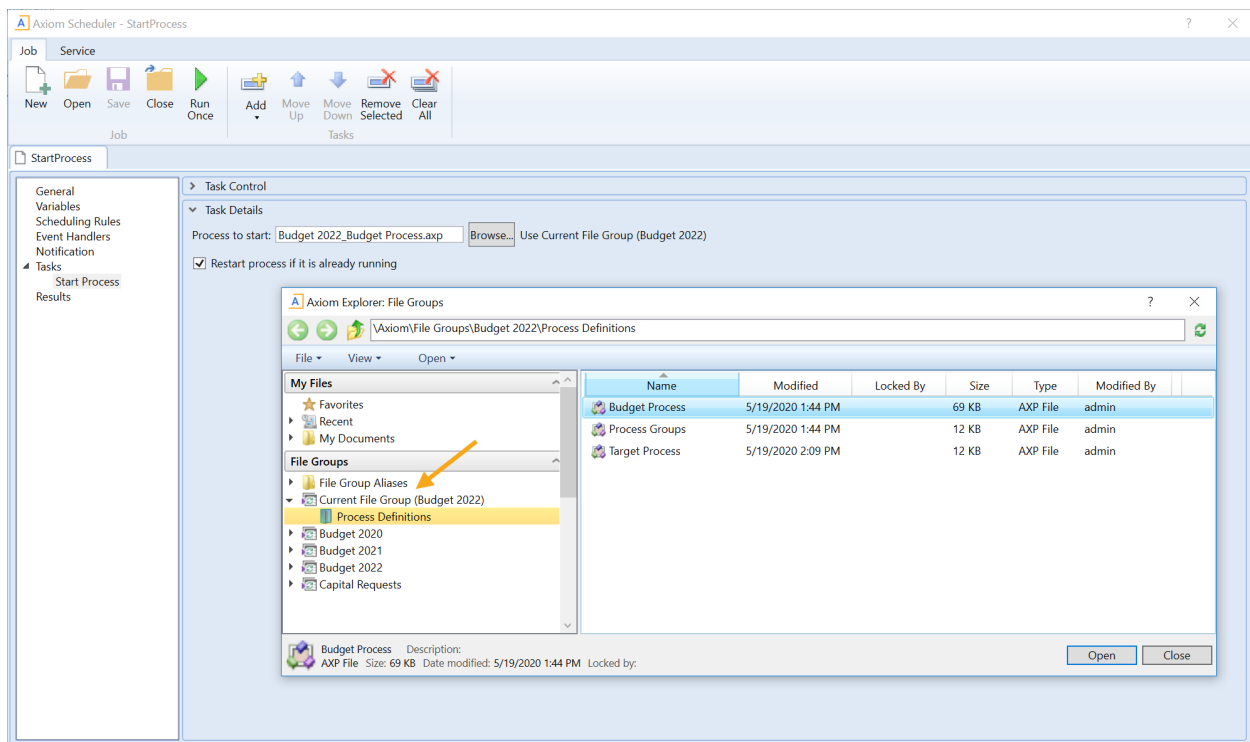 A Axiom Scheduler - StartProcess ?
Job Service
New Open Save Close Run Once Add Move Up Move Down Remove Selected Clear All
Job Tasks
StartProcess
General
Variables
Scheduling Rules
Event Handlers
Notification
Tasks
Start Process
Results
Task Control
Task Details
Process to start: Budget 2022_Budget Process.axp Browse... Use Current File Group (Budget 2022)
Restart process if it is already running
A Axiom Explorer: File Groups ?
\Axiom\File Groups\Budget 2022\Process Definitions
File View Open
My Files
Favorites
Recent
My Documents
File Groups
File Group Aliases
Current File Group (Budget 2022)
Process Definitions
Budget 2020
Budget 2021
Budget 2022
Capital Requests
Name Modified Locked By Size Type Modified By
Budget Process 5/19/2020 1:44 PM 69 KB AXP File admin
Process Groups 5/19/2020 1:44 PM 12 KB AXP File admin
Target Process 5/19/2020 2:09 PM 12 KB AXP File admin
Budget Process Description:
AXP File Size: 69 KB Date modified: 5/19/2020 1:44 PM Locked by:
Open Close